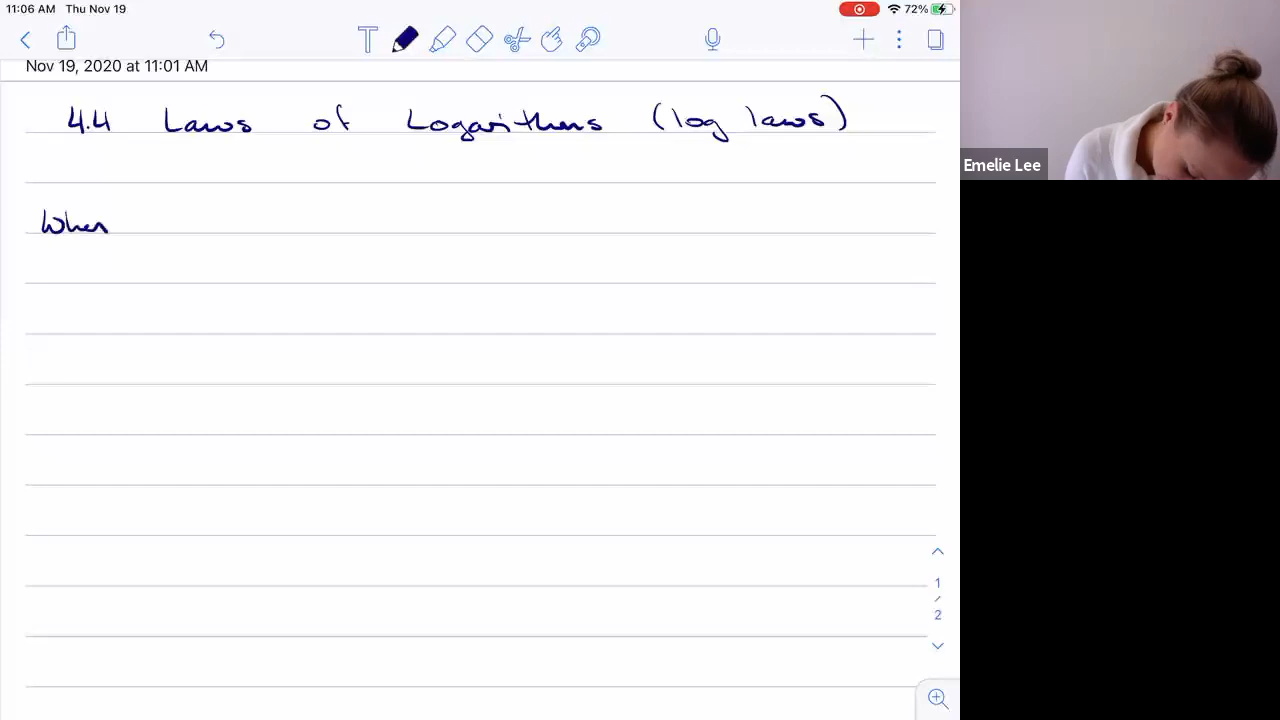 11:06 AM Thu Nov 19
72%
T
Nov 19, 2020 at 11:01 AM
4.4 Laws of Logarithms (log laws)
When
Emelie Lee
1
/
2